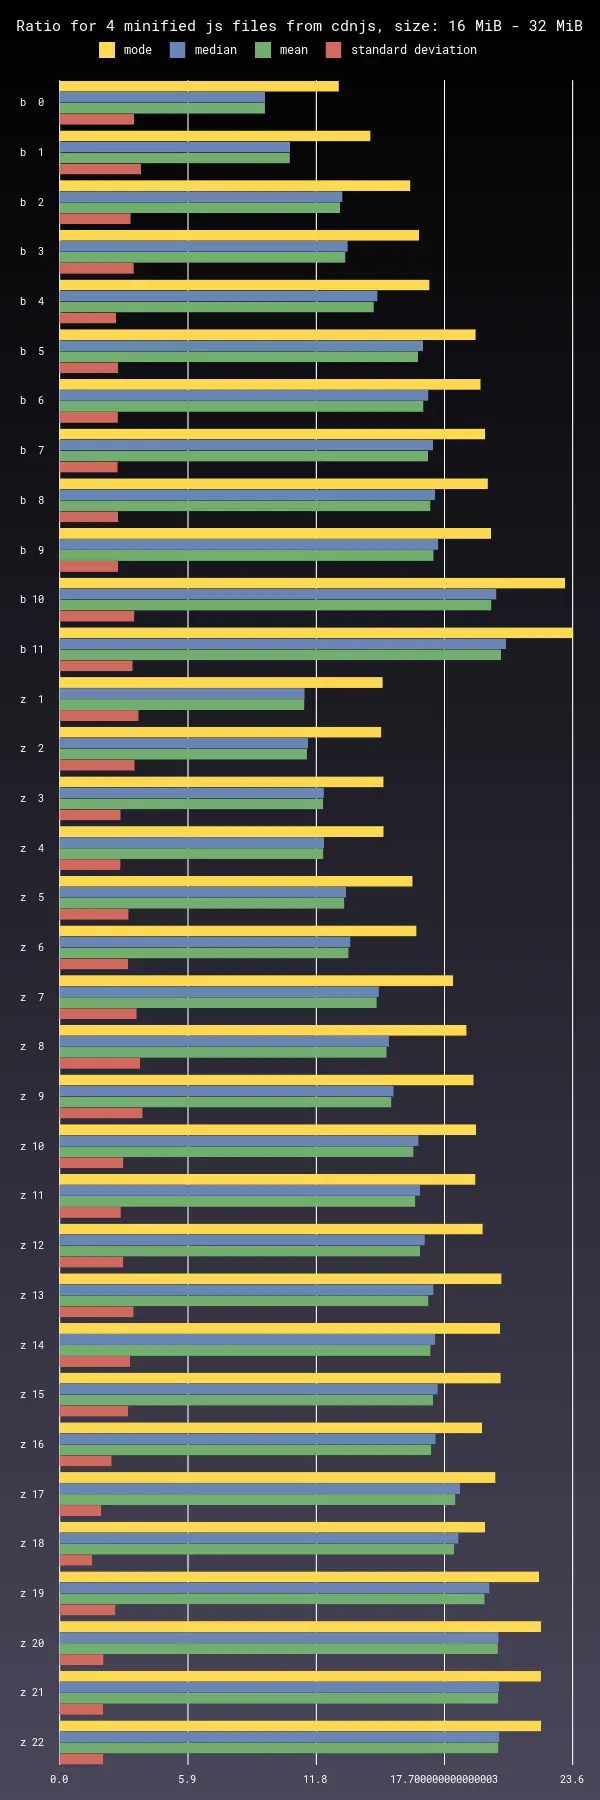 Ratio for 4 minified js files from cdnjs, size: 16 MiB - 32 MiB
mode median mean standard deviation
b 0
b 1
b 2
b 3
b 4
b 5
b 6
b 7
b 8
b 9
b 10
b 11
z 1
z 2
z 3
z 4
z 5
z 6
z 7
z 8
z 9
z 10
z 11
z 12
z 13
z 14
z 15
z 16
z 17
z 18
z 19
z 20
z 21
z 22
0.0 5.9 11.8 17.700000000000003 23.6